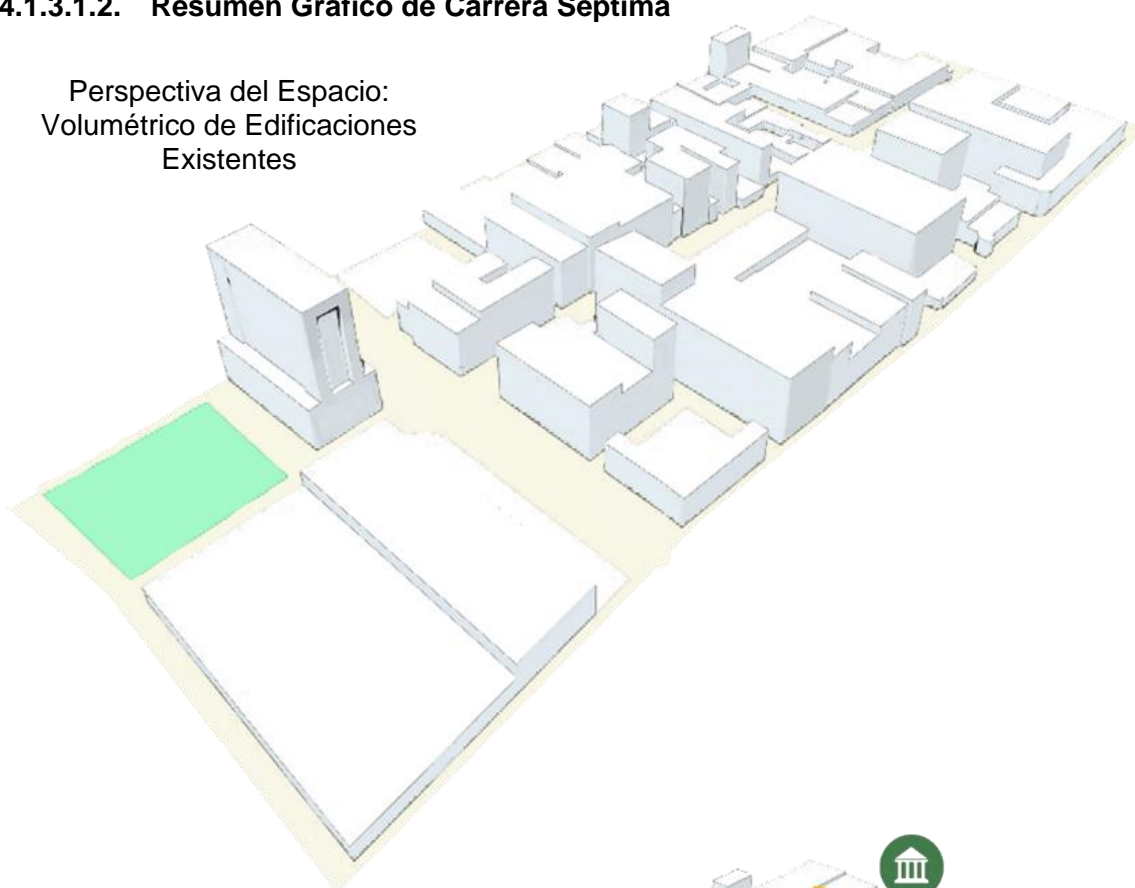 4.1.3.1.2. Resumen Gráfico de Carrera Séptima
Perspectiva del Espacio:
Volumétrico de Edificaciones
Existentes